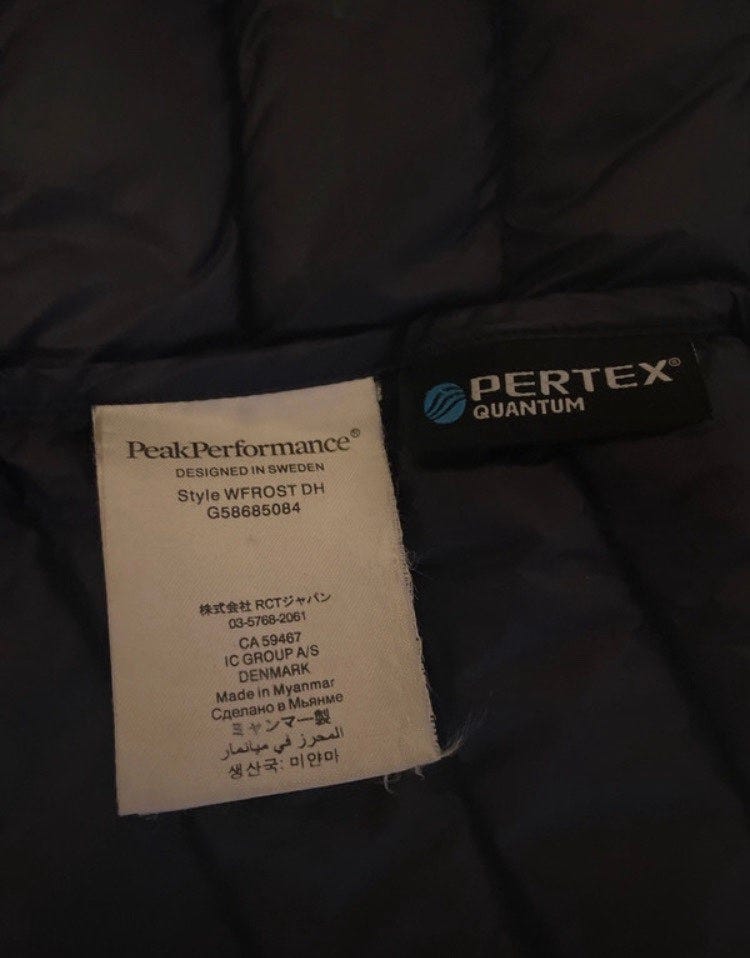 PeakPerformance®
DESIGNED IN SWEDEN
Style WFROST DH
G58685084
株式会社 RCTジャパン
03-5768-2061
CA 59467
IC GROUP A/S
DENMARK
Made in Myanmar
Сделано в Мьянме
ミャンマー製
المحرز في ميانمار
생산국: 미얀마
PERTEX®
QUANTUM